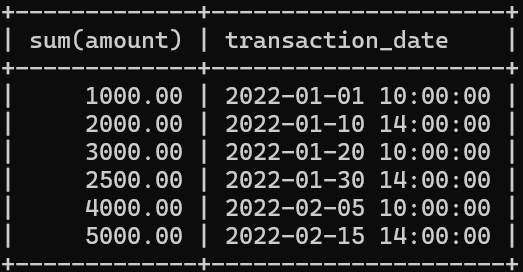 +--------------+---------------------+
| sum(amount) | transaction_date |
+--------------+---------------------+
| 1000.00 | 2022-01-01 10:00:00 |
| 2000.00 | 2022-01-10 14:00:00 |
| 3000.00 | 2022-01-20 10:00:00 |
| 2500.00 | 2022-01-30 14:00:00 |
| 4000.00 | 2022-02-05 10:00:00 |
| 5000.00 | 2022-02-15 14:00:00 |
+--------------+---------------------+